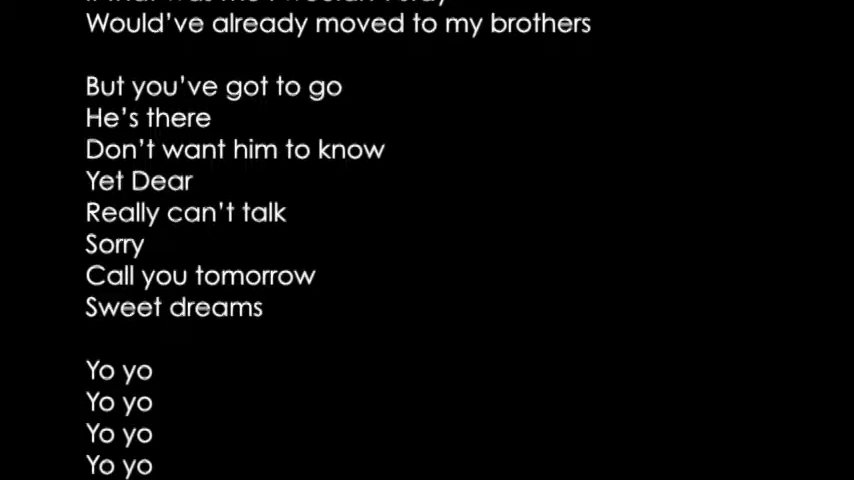 Would've already moved to my brothers
But you've got to go
He's there
Don't want him to know
Yet Dear
Really can't talk
Sorry
Call you tomorrow
Sweet dreams
Yo yo
Yo yo
Yo yo
Yo yo